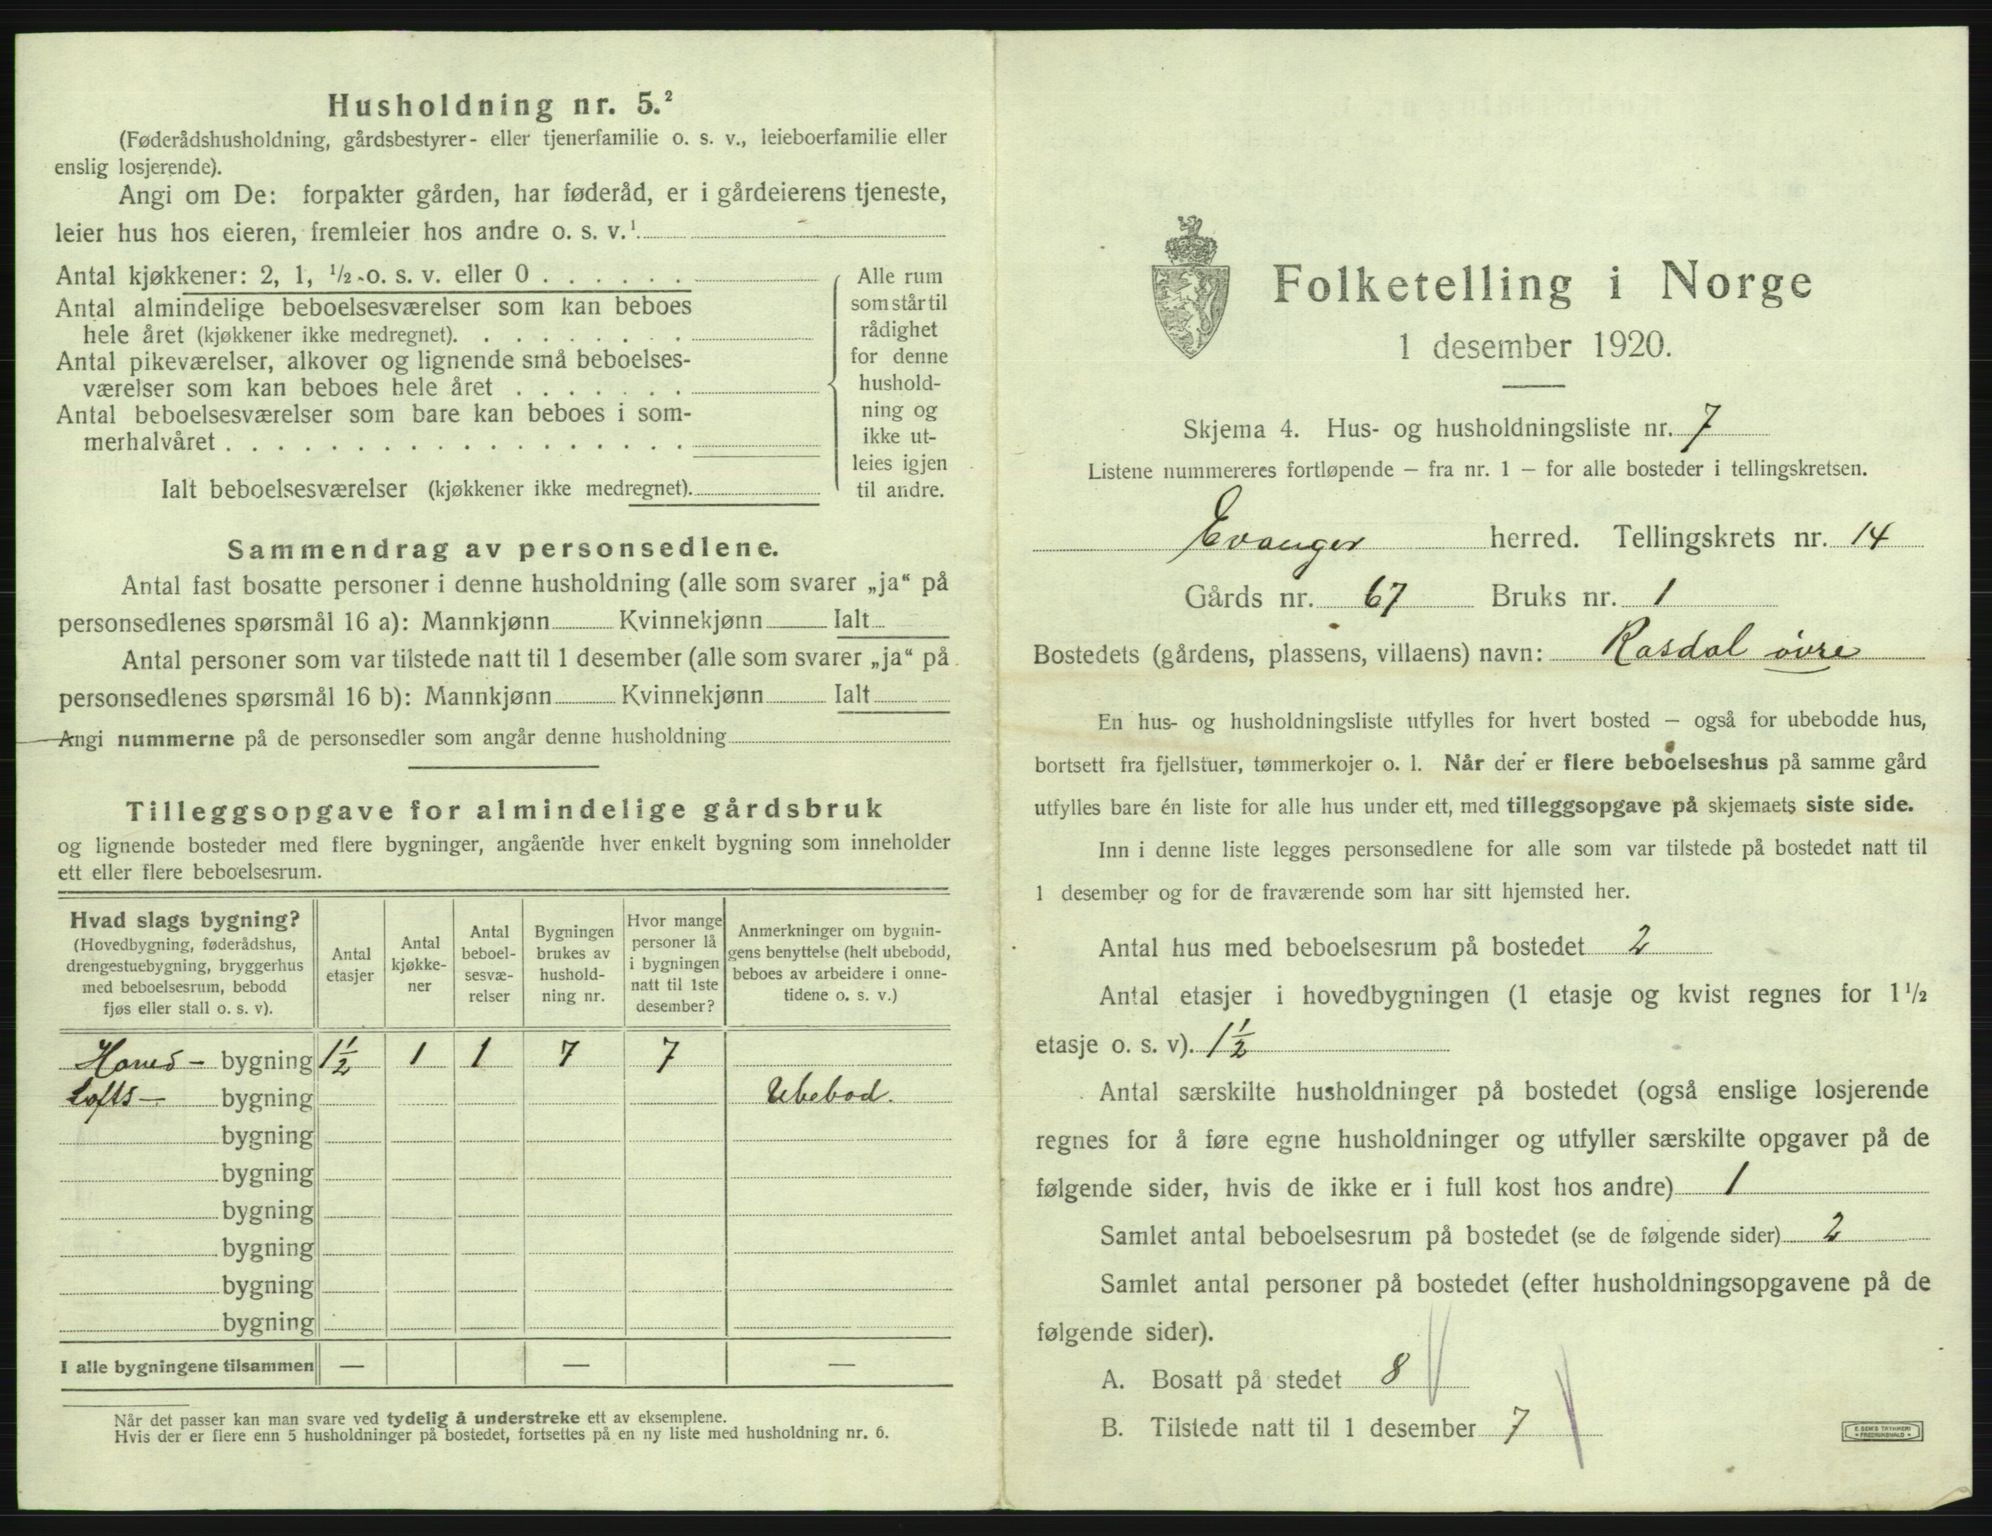 Husholdning nr. 5.²
(Føderådshusholdning, gårdsbestyrer- eller tjenerfamilie o. s. v., leieboerfamilie eller
enslig losjerende).
Angi om De: forpakter gården, har føderåd, er i gårdeierens tjeneste,
leier hus hos eieren, fremleier hos andre o. s. v.¹
Antal kjøkkener: 2, 1, ½ o. s. v. eller 0 . . . . . .
Antal almindelige beboelsesværelser som kan beboes
hele året (kjøkkener ikke medregnet). . . . . . . .
Antal pikeværelser, alkover og lignende små beboelses-
værelser som kan beboes hele året . . . . . . .
Antal beboelsesværelser som bare kan beboes i som-
merhalvåret . . . . . . . . . . . . . . . . . .
Ialt beboelsesværelser (kjøkkener ikke medregnet).
Alle rum
som står til
rådighet
for denne
hushold-
ning og
ikke ut-
leies igjen
til andre.
Sammendrag av personsedlene.
Antal fast bosatte personer i denne husholdning (alle som svarer „ja“ på
personsedlenes spørsmål 16 a): Mannkjønn Kvinnekjønn Ialt
Antal personer som var tilstede natt til 1 desember (alle som svarer „ja“ på
personsedlenes spørsmål 16 b): Mannkjønn Kvinnekjønn Ialt
Angi nummerne på de personsedler som angår denne husholdning
Tilleggsopgave for almindelige gårdsbruk
og lignende bosteder med flere bygninger, angående hver enkelt bygning som inneholder
ett eller flere beboelsesrum.
Hvad slags bygning?
(Hovedbygning, føderådshus,
drengestuebygning, bryggerhus
med beboelsesrum, bebodd
fjøs eller stall o. s. v).
Antal
etasjer
Antal
kjøkke-
ner
Antal
beboel-
sesvæ-
relser
Bygningen
brukes av
hushold-
ning nr.
Hvor mange
personer lå
i bygningen
natt til 1ste
desember?
Anmerkninger om bygnin-
gens benyttelse (helt ubebodd,
beboes av arbeidere i onne-
tidene o. s. v.)
Hoved- bygning 1½ 1 1 7 7
Lofts- bygning Ubebod.
bygning
bygning
bygning
bygning
bygning
bygning
I alle bygningene tilsammen — — —
Når det passer kan man svare ved tydelig å understreke ett av eksemplene.
Hvis der er flere enn 5 husholdninger på bostedet, fortsettes på en ny liste med husholdning nr. 6.
Folketelling i Norge
1 desember 1920.
Skjema 4. Hus- og husholdningsliste nr. 7
Listene nummereres fortløpende – fra nr. 1 – for alle bosteder i tellingskretsen.
Evanger herred. Tellingskrets nr. 14
Gårds nr. 67 Bruks nr. 1
Bostedets (gårdens, plassens, villaens) navn: Rasdal øvre
En hus- og husholdningsliste utfylles for hvert bosted – også for ubebodde hus,
bortsett fra fjellstuer, tømmerkojer o. l. Når der er flere beboelseshus på samme gård
utfylles bare én liste for alle hus under ett, med tilleggsopgave på skjemaets siste side.
Inn i denne liste legges personsedlene for alle som var tilstede på bostedet natt til
1 desember og for de fraværende som har sitt hjemsted her.
Antal hus med beboelsesrum på bostedet 2
Antal etasjer i hovedbygningen (1 etasje og kvist regnes for 1½
etasje o. s. v). 1½
Antal særskilte husholdninger på bostedet (også enslige losjerende
regnes for å føre egne husholdninger og utfyller særskilte opgaver på de
følgende sider, hvis de ikke er i full kost hos andre) 1
Samlet antal beboelsesrum på bostedet (se de følgende sider) 2
Samlet antal personer på bostedet (efter husholdningsopgavene på de
følgende sider).
A. Bosatt på stedet 8
B. Tilstede natt til 1 desember 7
E. SEM'S TRYKKERI
FREDRIKSHALD